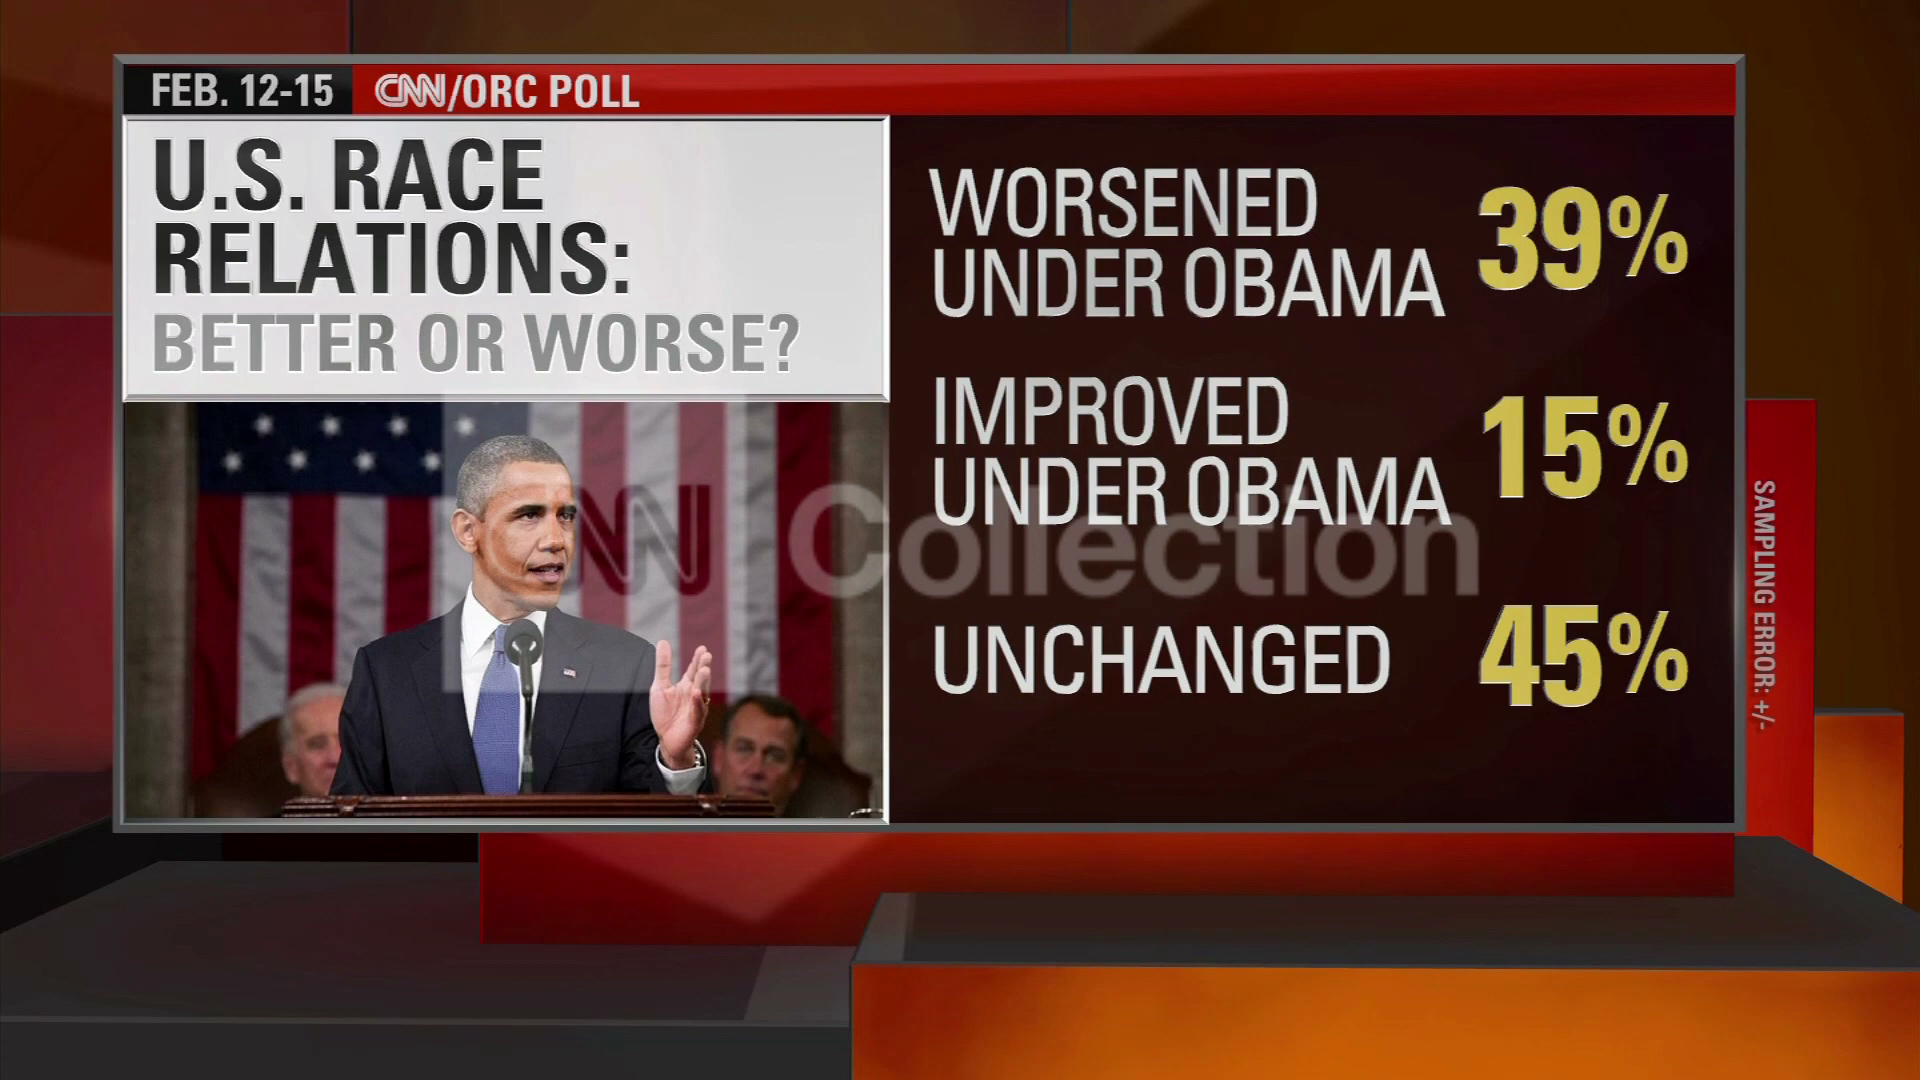 FEB. 12-15 CNN/ORC POLL
U.S. RACE
RELATIONS:
BETTER OR WORSE?
WORSENED
UNDER OBAMA
39%
IMPROVED
UNDER OBAMA
15%
UNCHANGED
45%
CNN Collection
SAMPLING ERROR: +/-